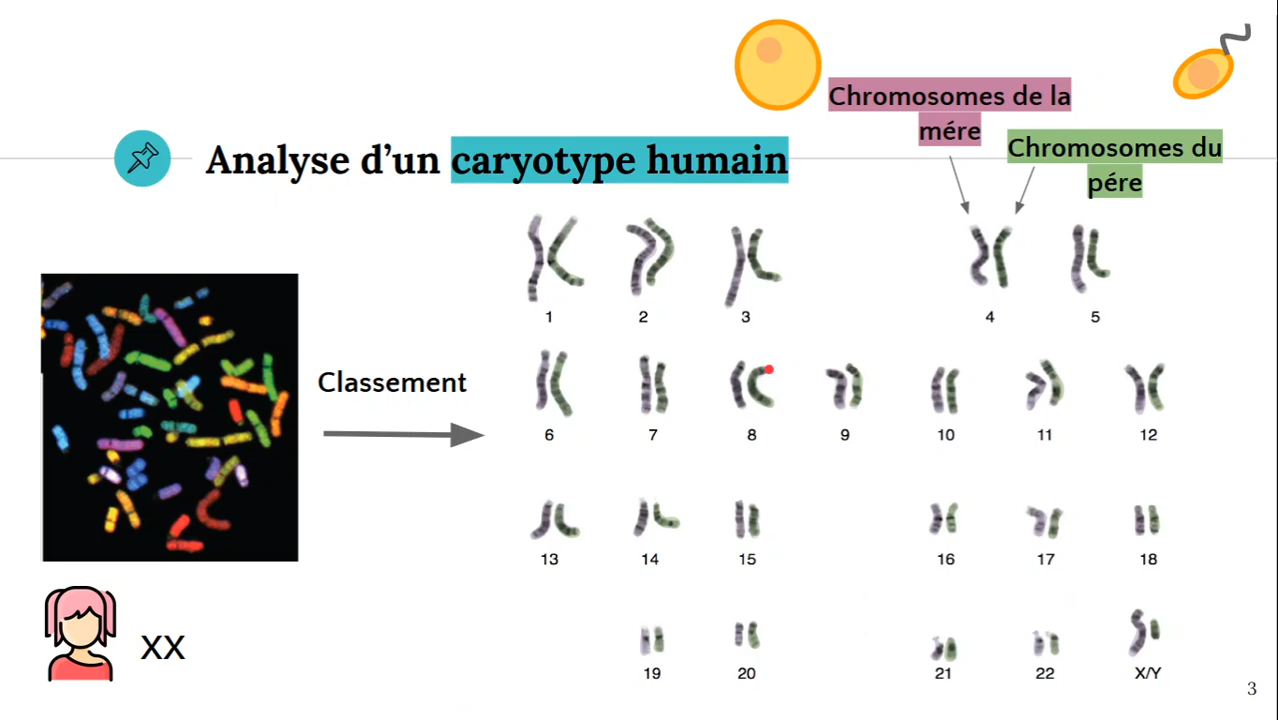 Chromosomes de la
mére
Chromosomes du
pére
Analyse d’un caryotype humain
1 2 3 4 5
Classement
6 7 8 9 10 11 12
13 14 15 16 17 18
XX
19 20 21 22 X/Y
3